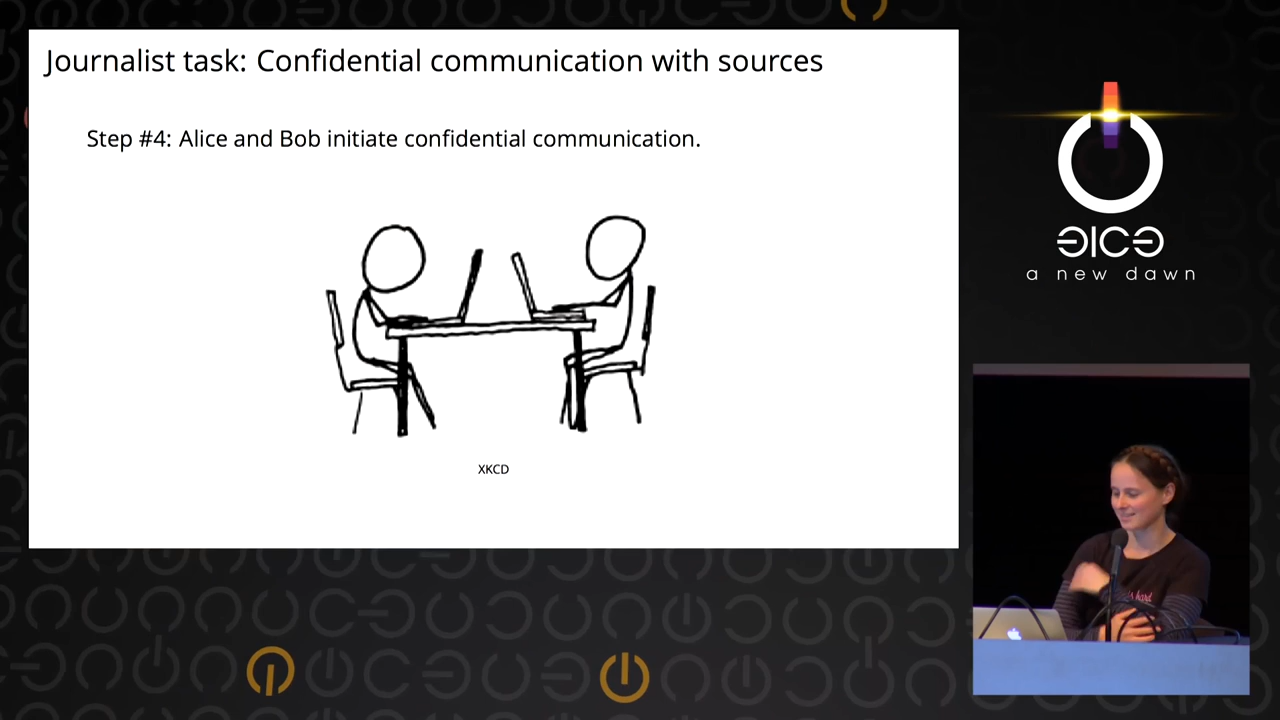 Journalist task: Confidential communication with sources
Step #4: Alice and Bob initiate confidential communication.
XKCD
a new dawn